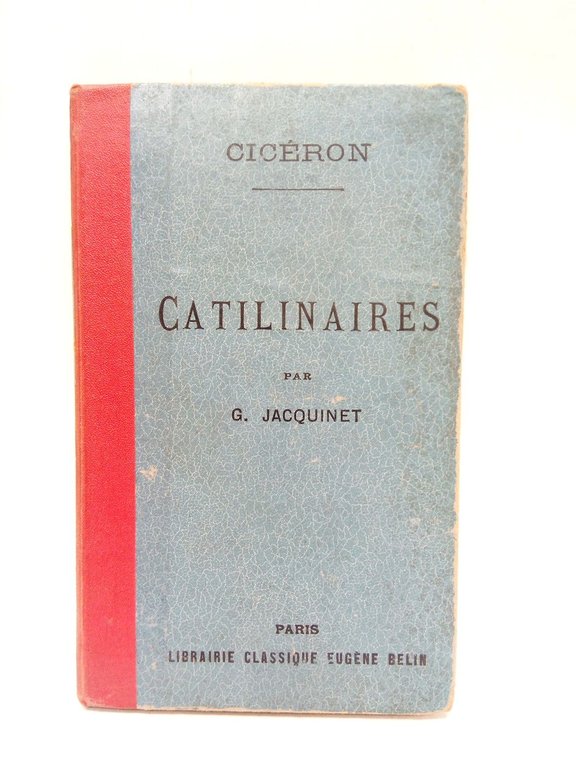 CICÉRON
CATILINAIRES
PAR
G. JACQUINET
PARIS
LIBRAIRIE CLASSIQUE EUGÈNE BELIN